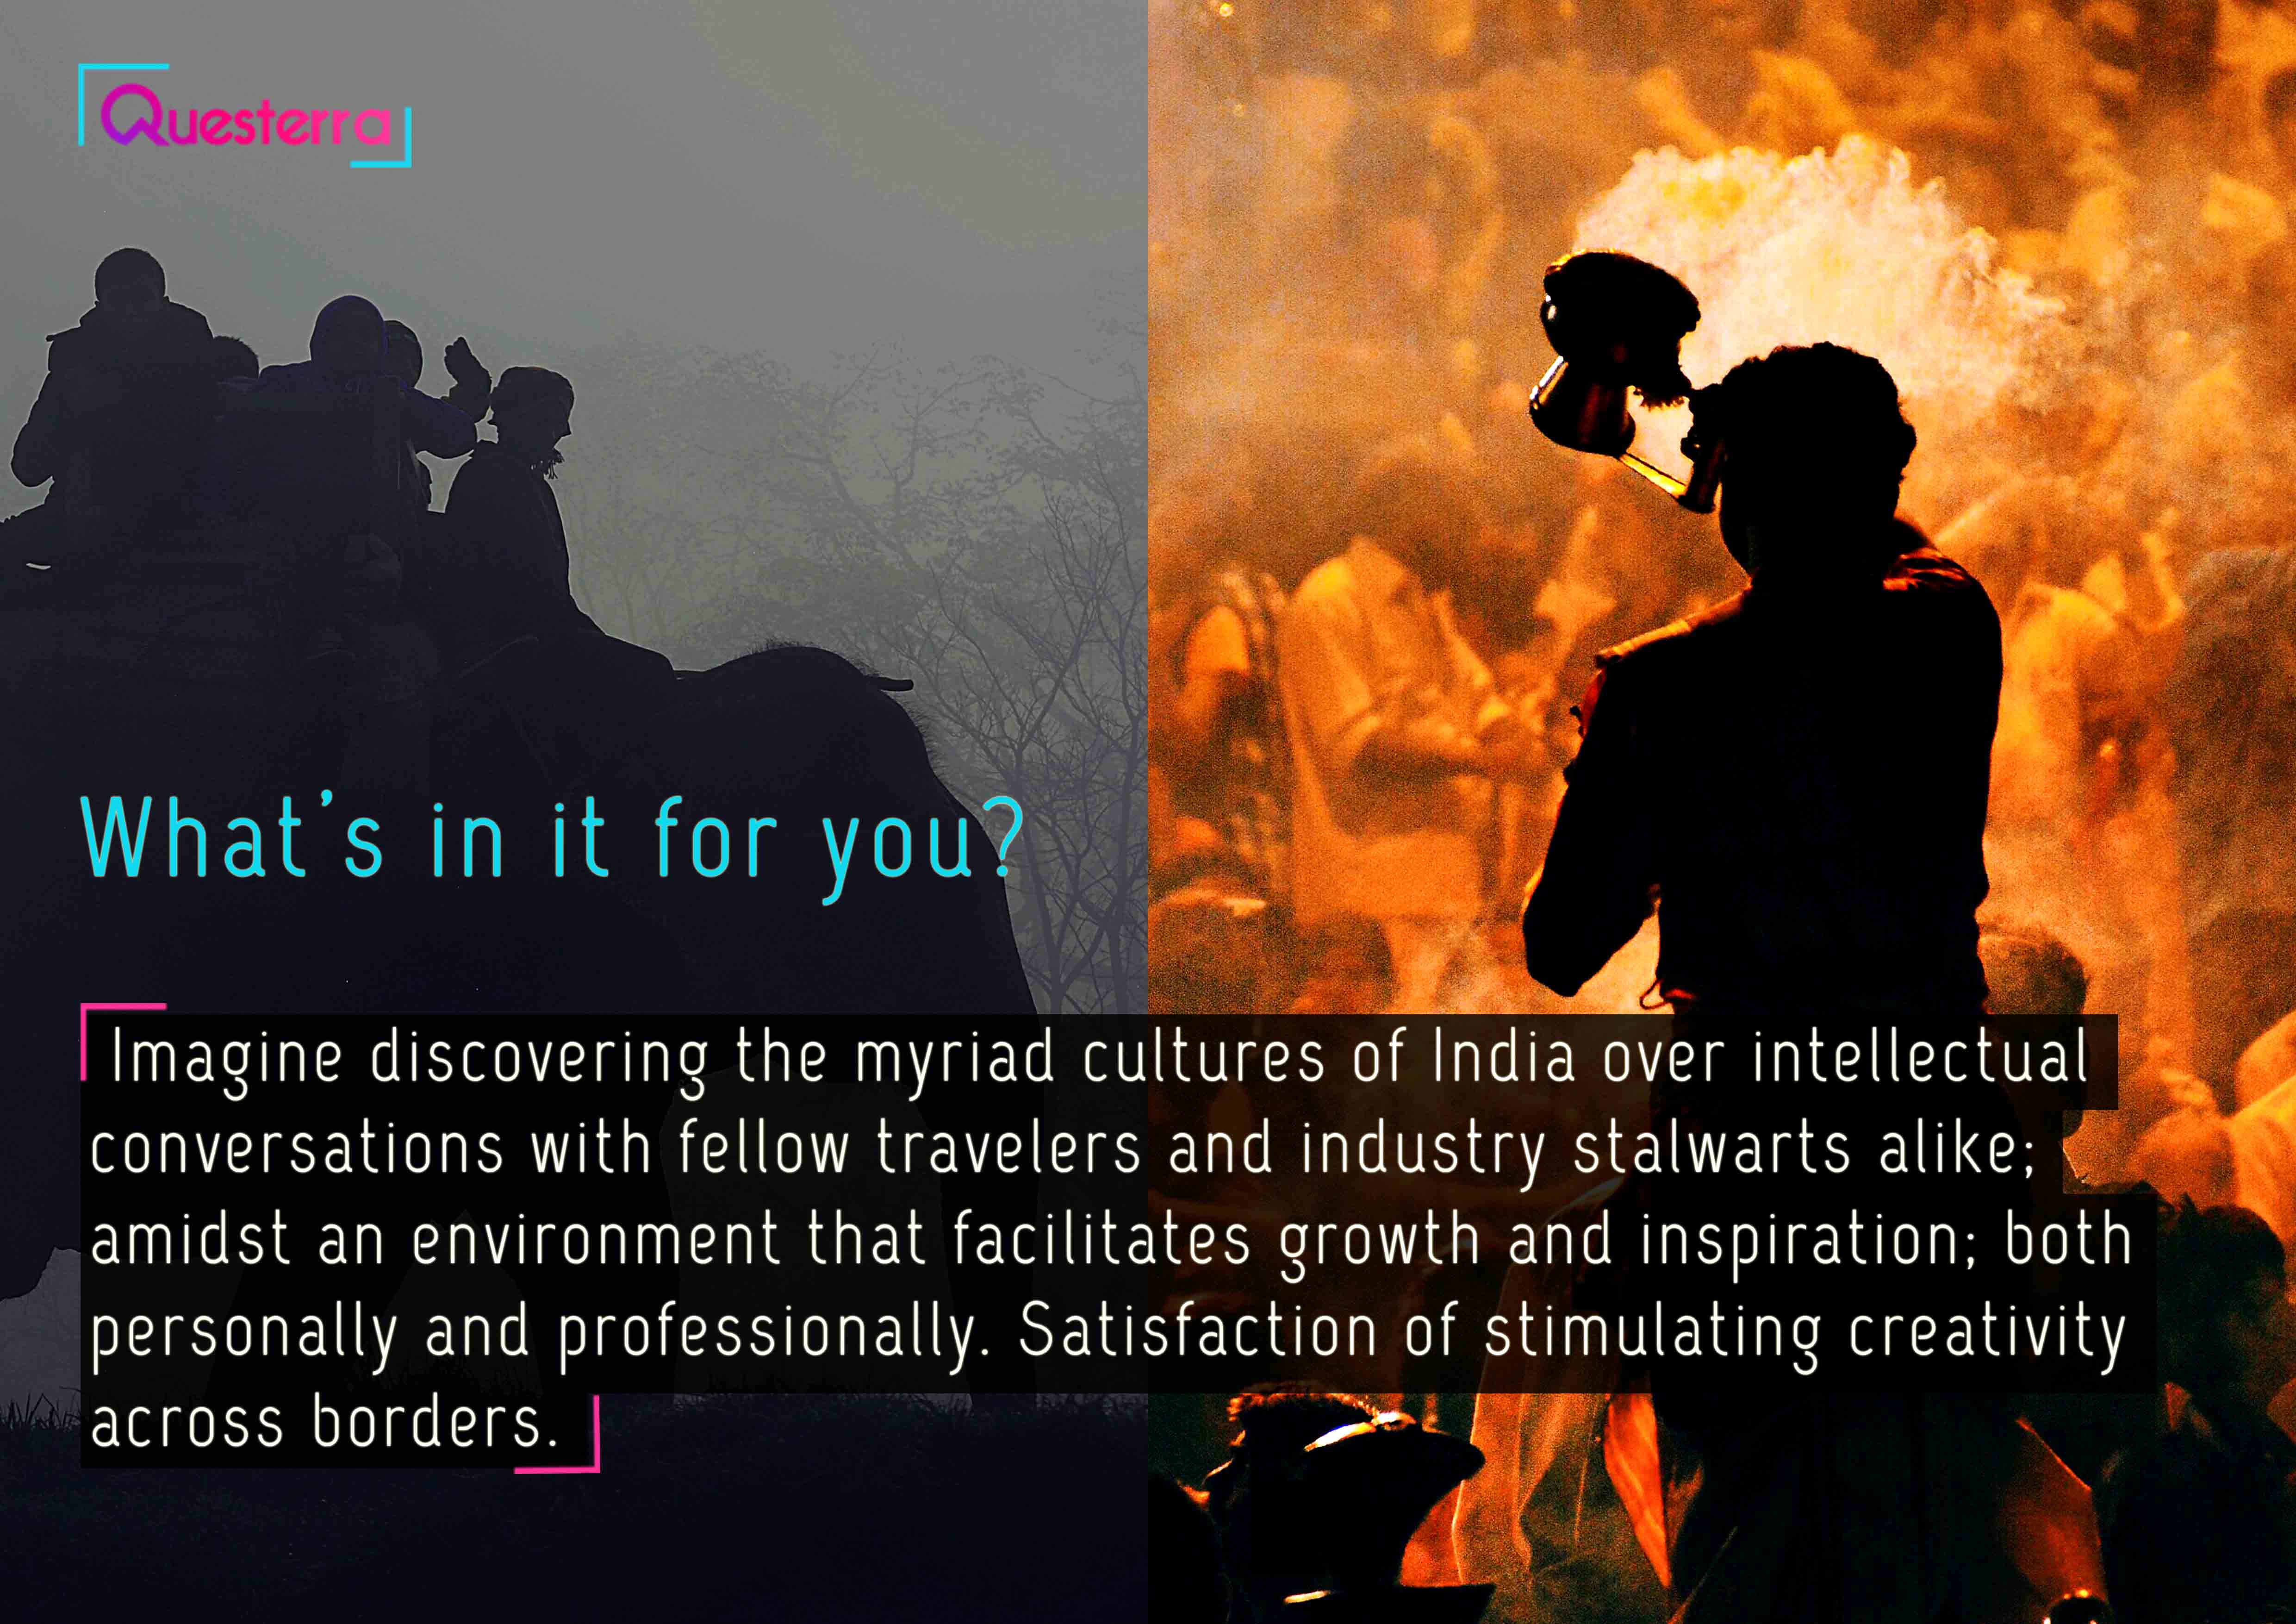 Questerra
What's in it for you?
Imagine discovering the myriad cultures of India over intellectual
conversations with fellow travelers and industry stalwarts alike;
amidst an environment that facilitates growth and inspiration; both
personally and professionally. Satisfaction of stimulating creativity
across borders.